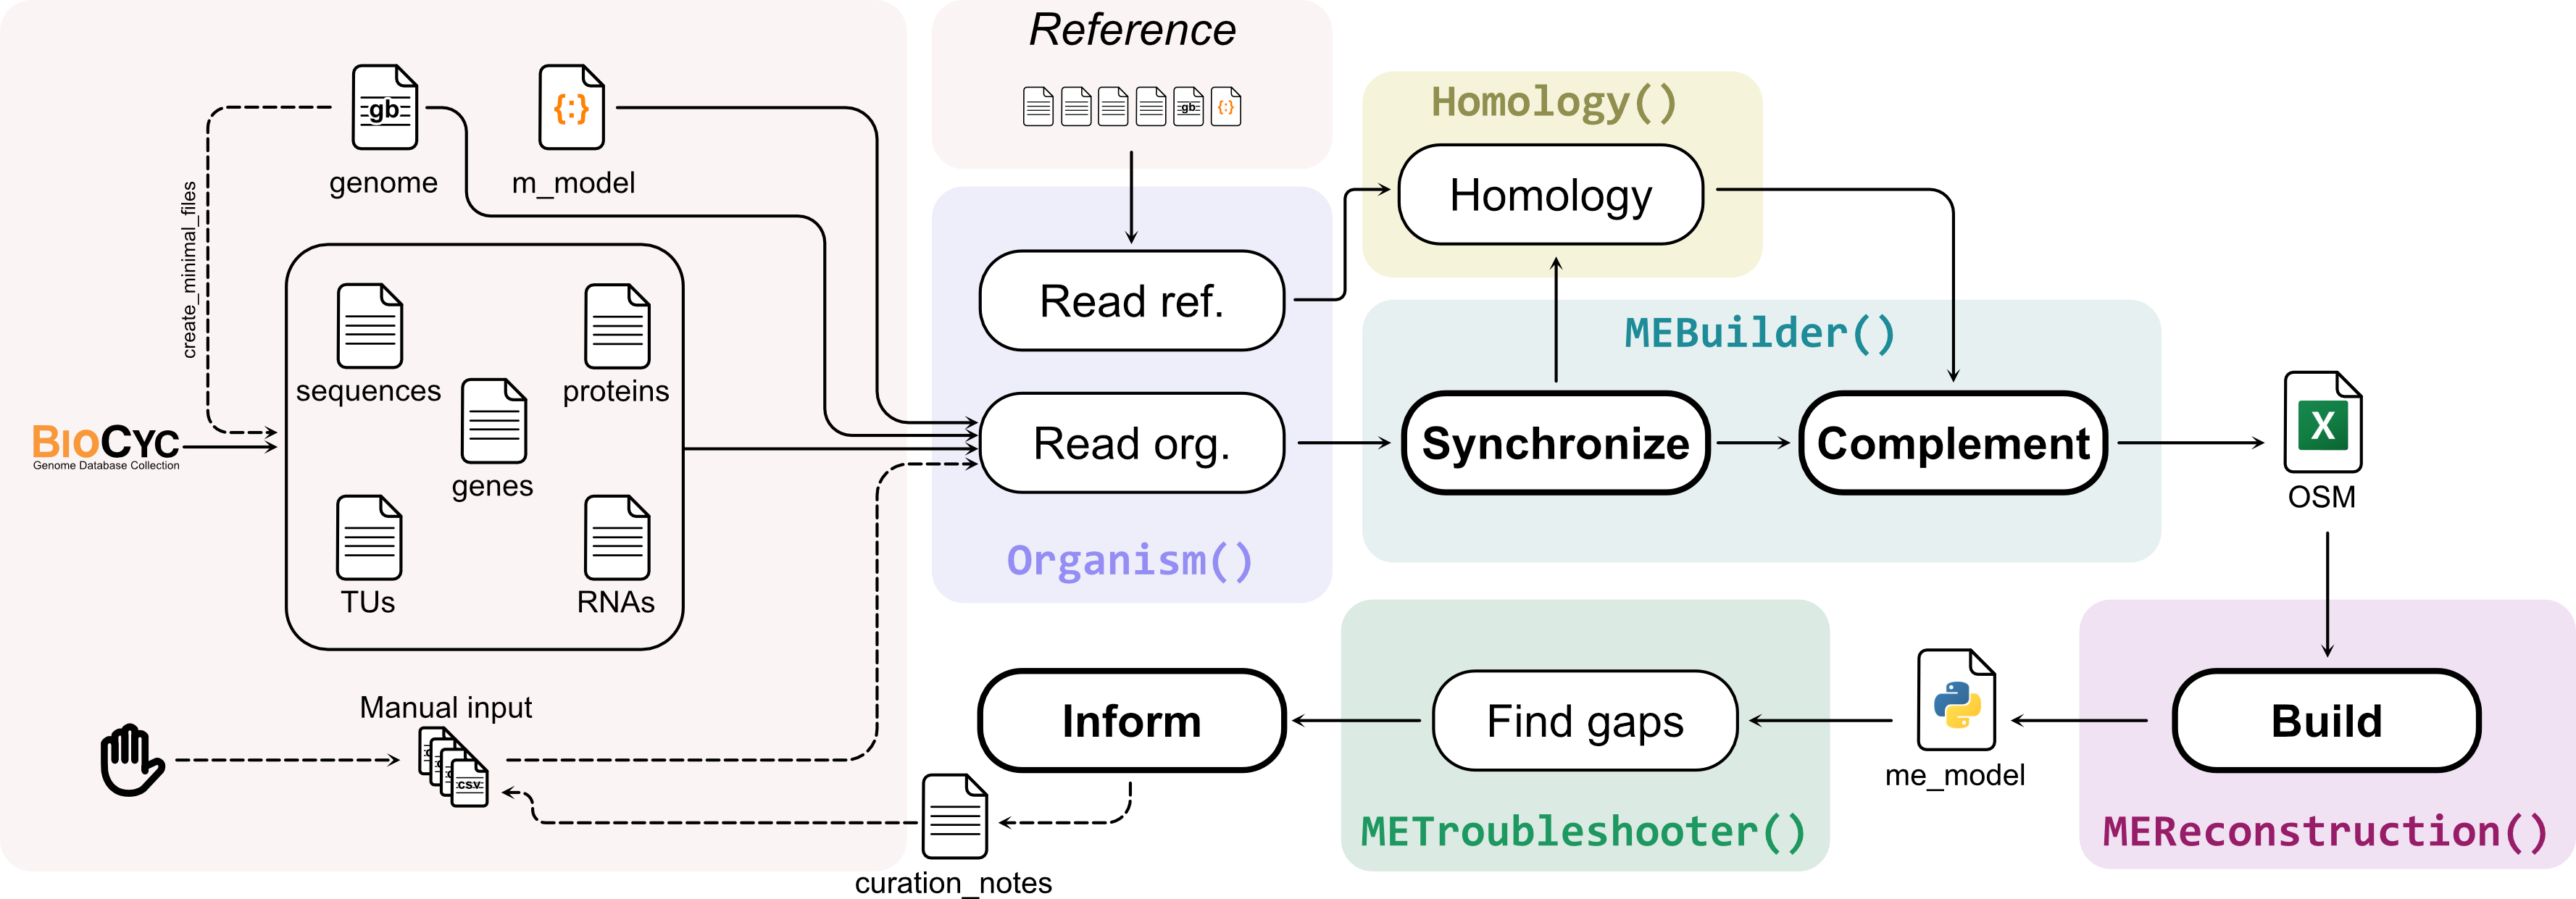 Reference
gb
{:}
genome
m_model
create_minimal_files
gb
{:}
Homology()
Homology
Read ref.
MEBuilder()
sequences
proteins
genes
BIOCYC
Genome Database Collection
Read org.
Synchronize
Complement
X
OSM
TUs
RNAs
Organism()
Manual input
csv
Inform
Find gaps
me_model
Build
METroubleshooter()
MEReconstruction()
curation_notes